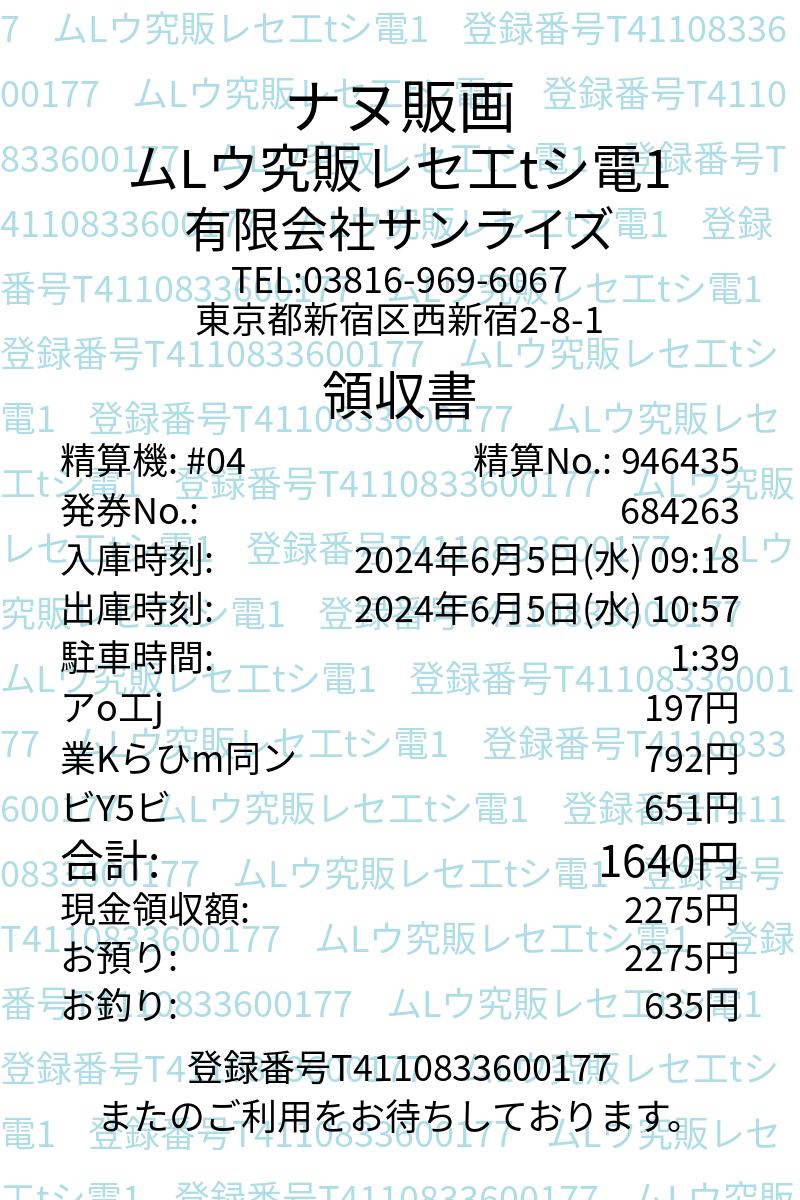 ナヌ販画
ムLウ究販レセエtシ電1
有限会社サンライズ
TEL:03816-969-6067
東京都新宿区西新宿2-8-1
領収書
精算機: #04 精算No.: 946435
発券No.: 684263
入庫時刻: 2024年6月5日(水) 09:18
出庫時刻: 2024年6月5日(水) 10:57
駐車時間: 1:39
アoエj 197円
業Kらひm同ン 792円
ビY5ビ 651円
合計: 1640円
現金領収額: 2275円
お預り: 2275円
お釣り: 635円
登録番号T4110833600177
またのご利用をお待ちしております。